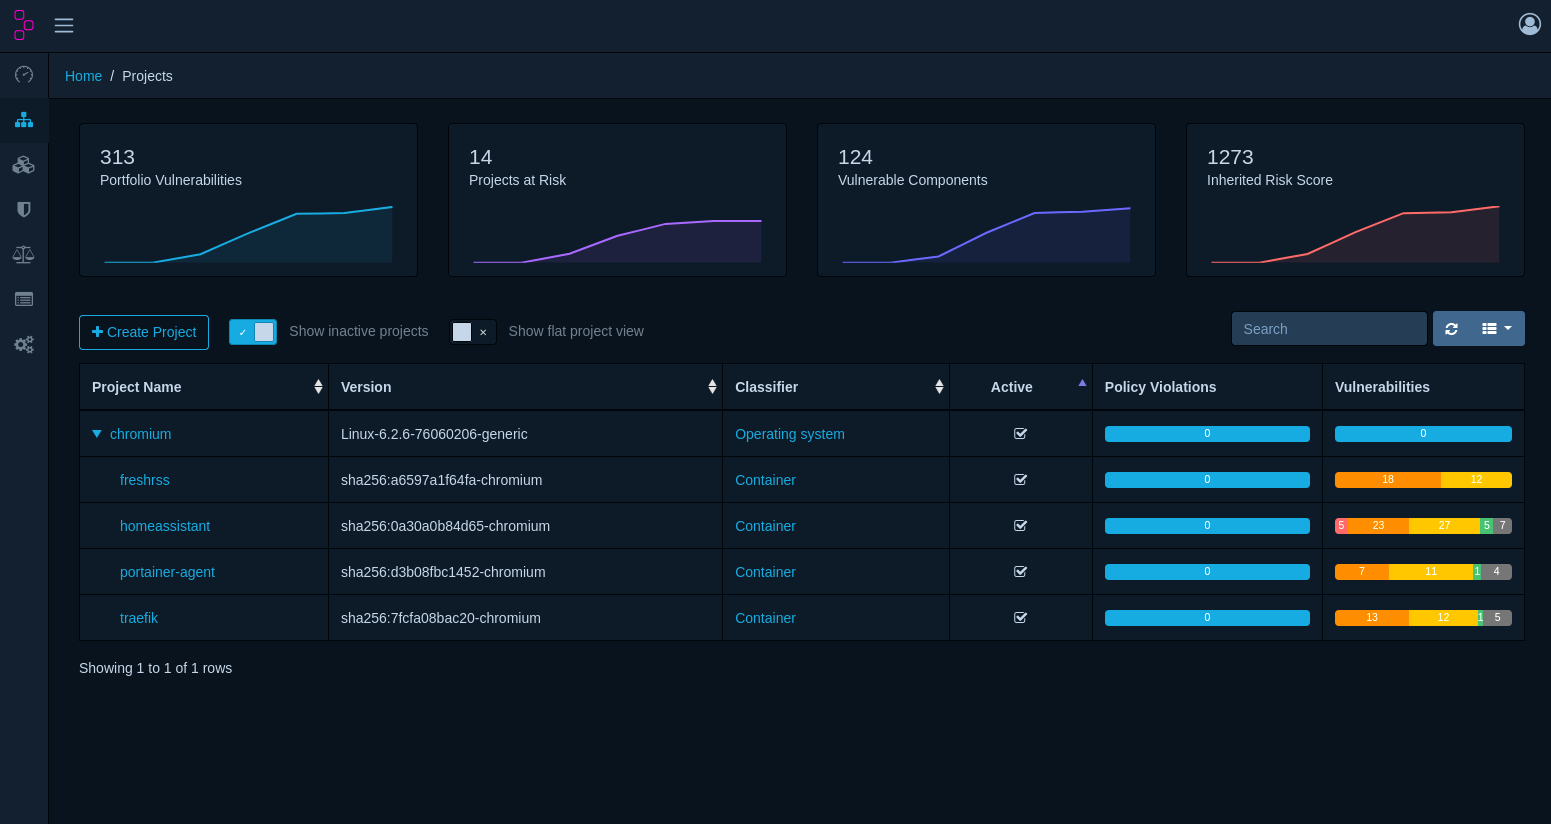 Home / Projects
313
Portfolio Vulnerabilities
14
Projects at Risk
124
Vulnerable Components
1273
Inherited Risk Score
Create Project
Show inactive projects
Show flat project view
Search
Project Name Version Classifier Active Policy Violations Vulnerabilities
chromium Linux-6.2.6-76060206-generic Operating system 0 0
freshrss sha256:a6597a1f64fa-chromium Container 0 18 12
homeassistant sha256:0a30a0b84d65-chromium Container 0 5 23 27 5 7
portainer-agent sha256:d3b08fbc1452-chromium Container 0 7 11 1 4
traefik sha256:7fcfa08bac20-chromium Container 0 13 12 1 5
Showing 1 to 1 of 1 rows